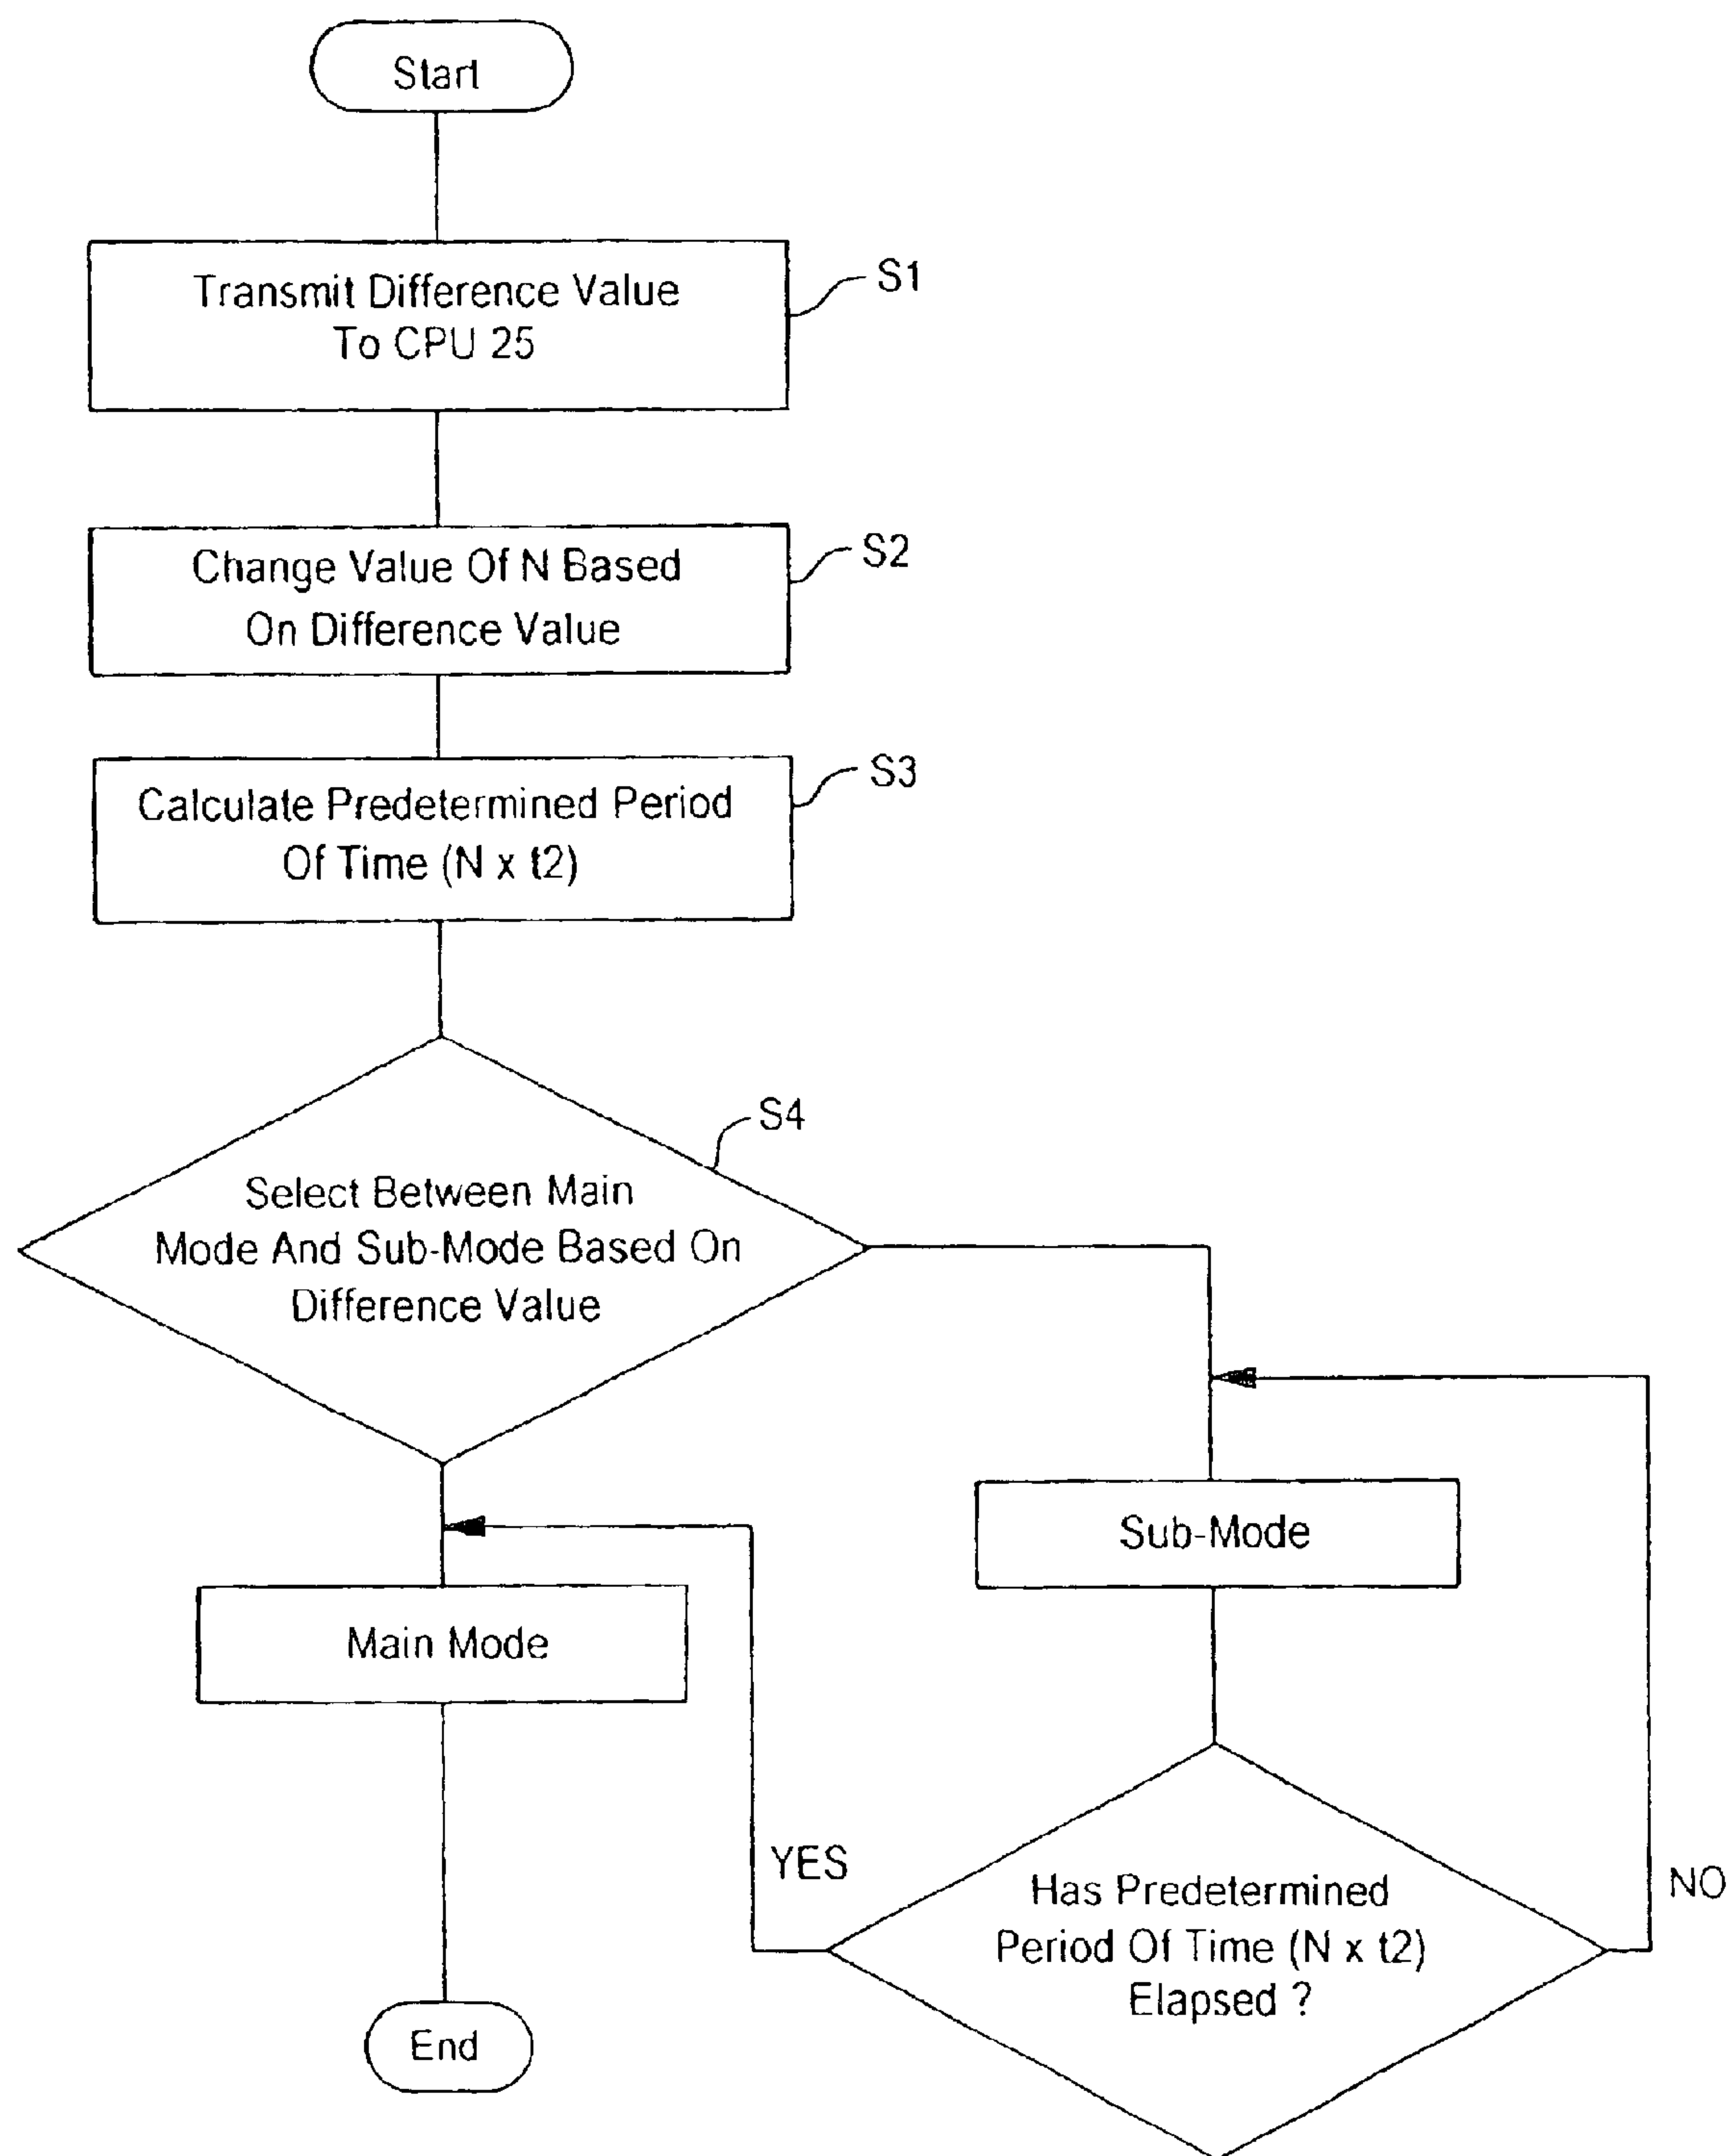 Start
Transmit Difference Value
To CPU 25
S1
Change Value Of N Based
On Difference Value
S2
Calculate Predetermined Period
Of Time (N x t2)
S3
S4
Select Between Main
Mode And Sub-Mode Based On
Difference Value
Sub-Mode
Main Mode
YES
Has Predetermined
Period Of Time (N x t2)
Elapsed ?
NO
End